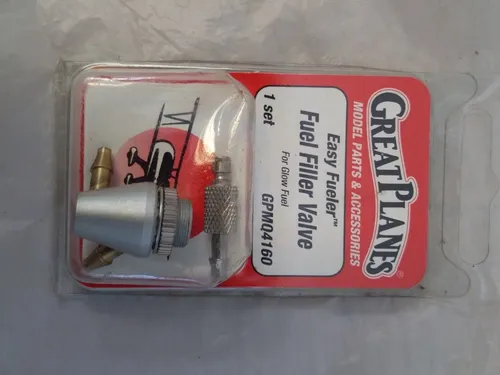 GREAT PLANES®
MODEL PARTS & ACCESSORIES
Easy Fueler™
Fuel Filler Valve
For Glow Fuel
1 set
GPMQ4160